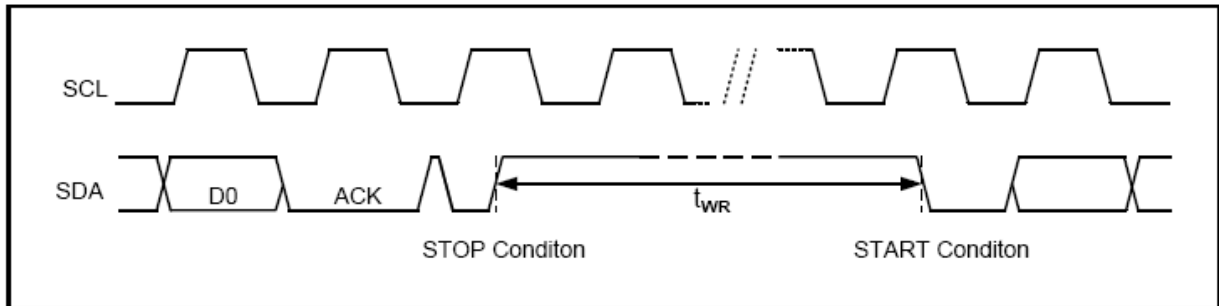 SCL
SDA
D0
ACK
tWR
STOP Conditon
START Conditon